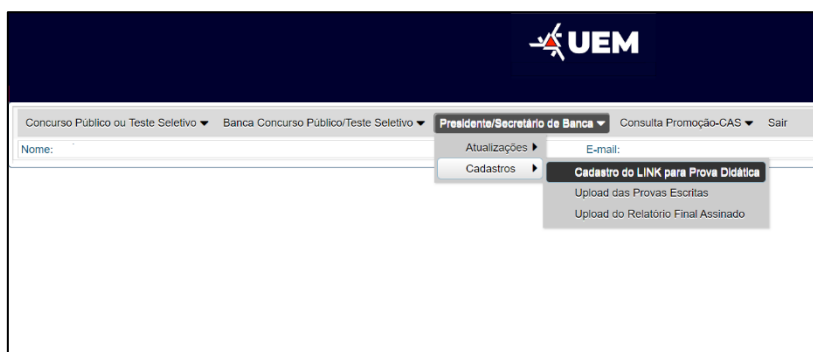 UEM
Concurso Público ou Teste Seletivo Banca Concurso Público/Teste Seletivo Presidente/Secretário de Banca Consulta Promoção-CAS Sair
Nome: E-mail:
Atualizações
Cadastros
Cadastro do LINK para Prova Didática
Upload das Provas Escritas
Upload do Relatório Final Assinado